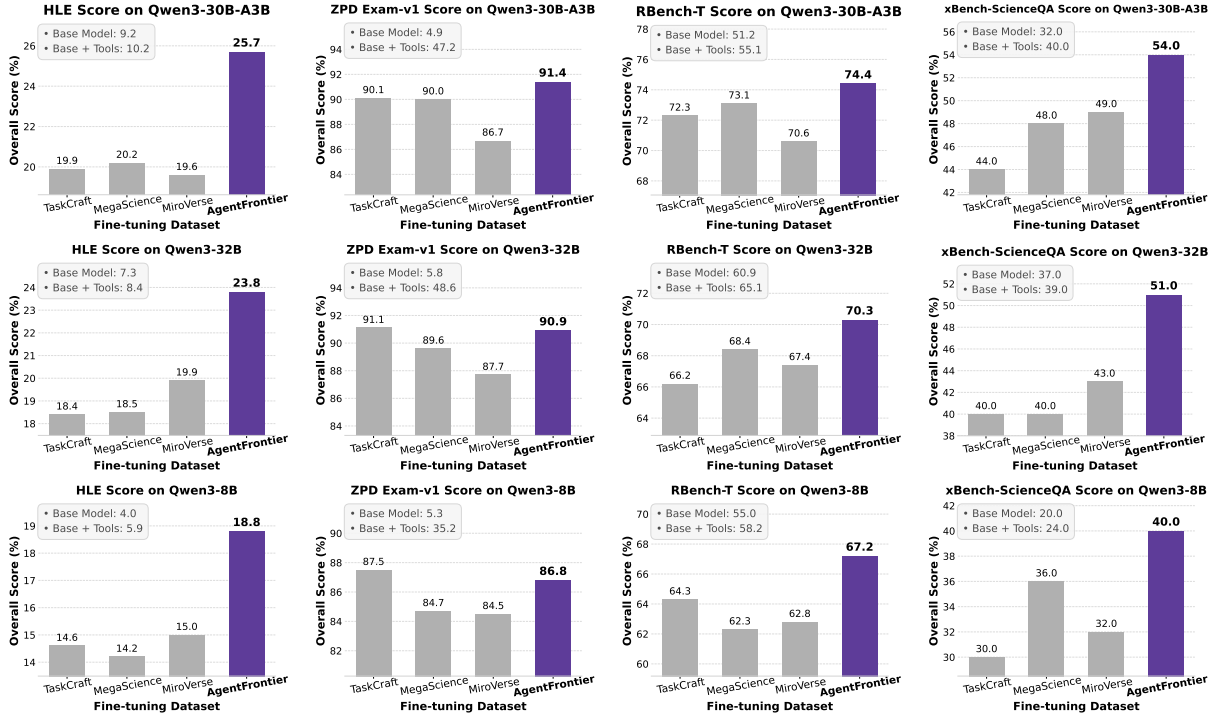 HLE Score on Qwen3-30B-A3B
• Base Model: 9.2
• Base + Tools: 10.2
Overall Score (%)
26
24
22
20
19.9
20.2
19.6
25.7
TaskCraft
MegaScience
MiroVerse
AgentFrontier
Fine-tuning Dataset
ZPD Exam-v1 Score on Qwen3-30B-A3B
• Base Model: 4.9
• Base + Tools: 47.2
Overall Score (%)
94
92
90
88
86
84
90.1
90.0
86.7
91.4
TaskCraft
MegaScience
MiroVerse
AgentFrontier
Fine-tuning Dataset
RBench-T Score on Qwen3-30B-A3B
• Base Model: 51.2
• Base + Tools: 55.1
Overall Score (%)
78
76
74
72
70
68
72.3
73.1
70.6
74.4
TaskCraft
MegaScience
MiroVerse
AgentFrontier
Fine-tuning Dataset
xBench-ScienceQA Score on Qwen3-30B-A3B
• Base Model: 32.0
• Base + Tools: 40.0
Overall Score (%)
56
54
52
50
48
46
44
42
44.0
48.0
49.0
54.0
TaskCraft
MegaScience
MiroVerse
AgentFrontier
Fine-tuning Dataset
HLE Score on Qwen3-32B
• Base Model: 7.3
• Base + Tools: 8.4
Overall Score (%)
24
23
22
21
20
19
18
18.4
18.5
19.9
23.8
TaskCraft
MegaScience
MiroVerse
AgentFrontier
Fine-tuning Dataset
ZPD Exam-v1 Score on Qwen3-32B
• Base Model: 5.8
• Base + Tools: 48.6
Overall Score (%)
94
92
90
88
86
84
91.1
89.6
87.7
90.9
TaskCraft
MegaScience
MiroVerse
AgentFrontier
Fine-tuning Dataset
RBench-T Score on Qwen3-32B
• Base Model: 60.9
• Base + Tools: 65.1
Overall Score (%)
72
70
68
66
64
66.2
68.4
67.4
70.3
TaskCraft
MegaScience
MiroVerse
AgentFrontier
Fine-tuning Dataset
xBench-ScienceQA Score on Qwen3-32B
• Base Model: 37.0
• Base + Tools: 39.0
Overall Score (%)
52
50
48
46
44
42
40
38
40.0
40.0
43.0
51.0
TaskCraft
MegaScience
MiroVerse
AgentFrontier
Fine-tuning Dataset
HLE Score on Qwen3-8B
• Base Model: 4.0
• Base + Tools: 5.9
Overall Score (%)
19
18
17
16
15
14
14.6
14.2
15.0
18.8
TaskCraft
MegaScience
MiroVerse
AgentFrontier
Fine-tuning Dataset
ZPD Exam-v1 Score on Qwen3-8B
• Base Model: 5.3
• Base + Tools: 35.2
Overall Score (%)
90
88
86
84
82
87.5
84.7
84.5
86.8
TaskCraft
MegaScience
MiroVerse
AgentFrontier
Fine-tuning Dataset
RBench-T Score on Qwen3-8B
• Base Model: 55.0
• Base + Tools: 58.2
Overall Score (%)
70
68
66
64
62
60
64.3
62.3
62.8
67.2
TaskCraft
MegaScience
MiroVerse
AgentFrontier
Fine-tuning Dataset
xBench-ScienceQA Score on Qwen3-8B
• Base Model: 20.0
• Base + Tools: 24.0
Overall Score (%)
42
40
38
36
34
32
30
30.0
36.0
32.0
40.0
TaskCraft
MegaScience
MiroVerse
AgentFrontier
Fine-tuning Dataset